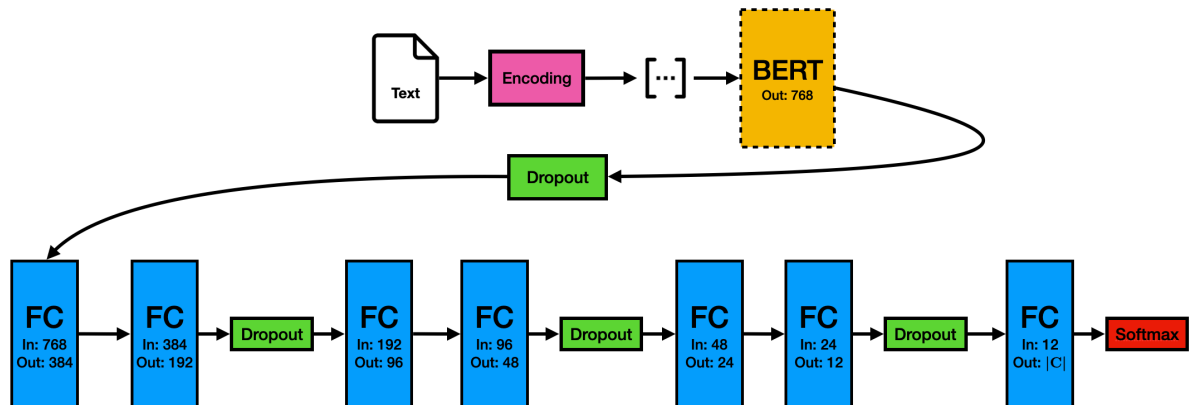 Text
Encoding
[...]
BERT
Out: 768
Dropout
FC
In: 768
Out: 384
FC
In: 384
Out: 192
Dropout
FC
In: 192
Out: 96
FC
In: 96
Out: 48
Dropout
FC
In: 48
Out: 24
FC
In: 24
Out: 12
Dropout
FC
In: 12
Out: |C|
Softmax